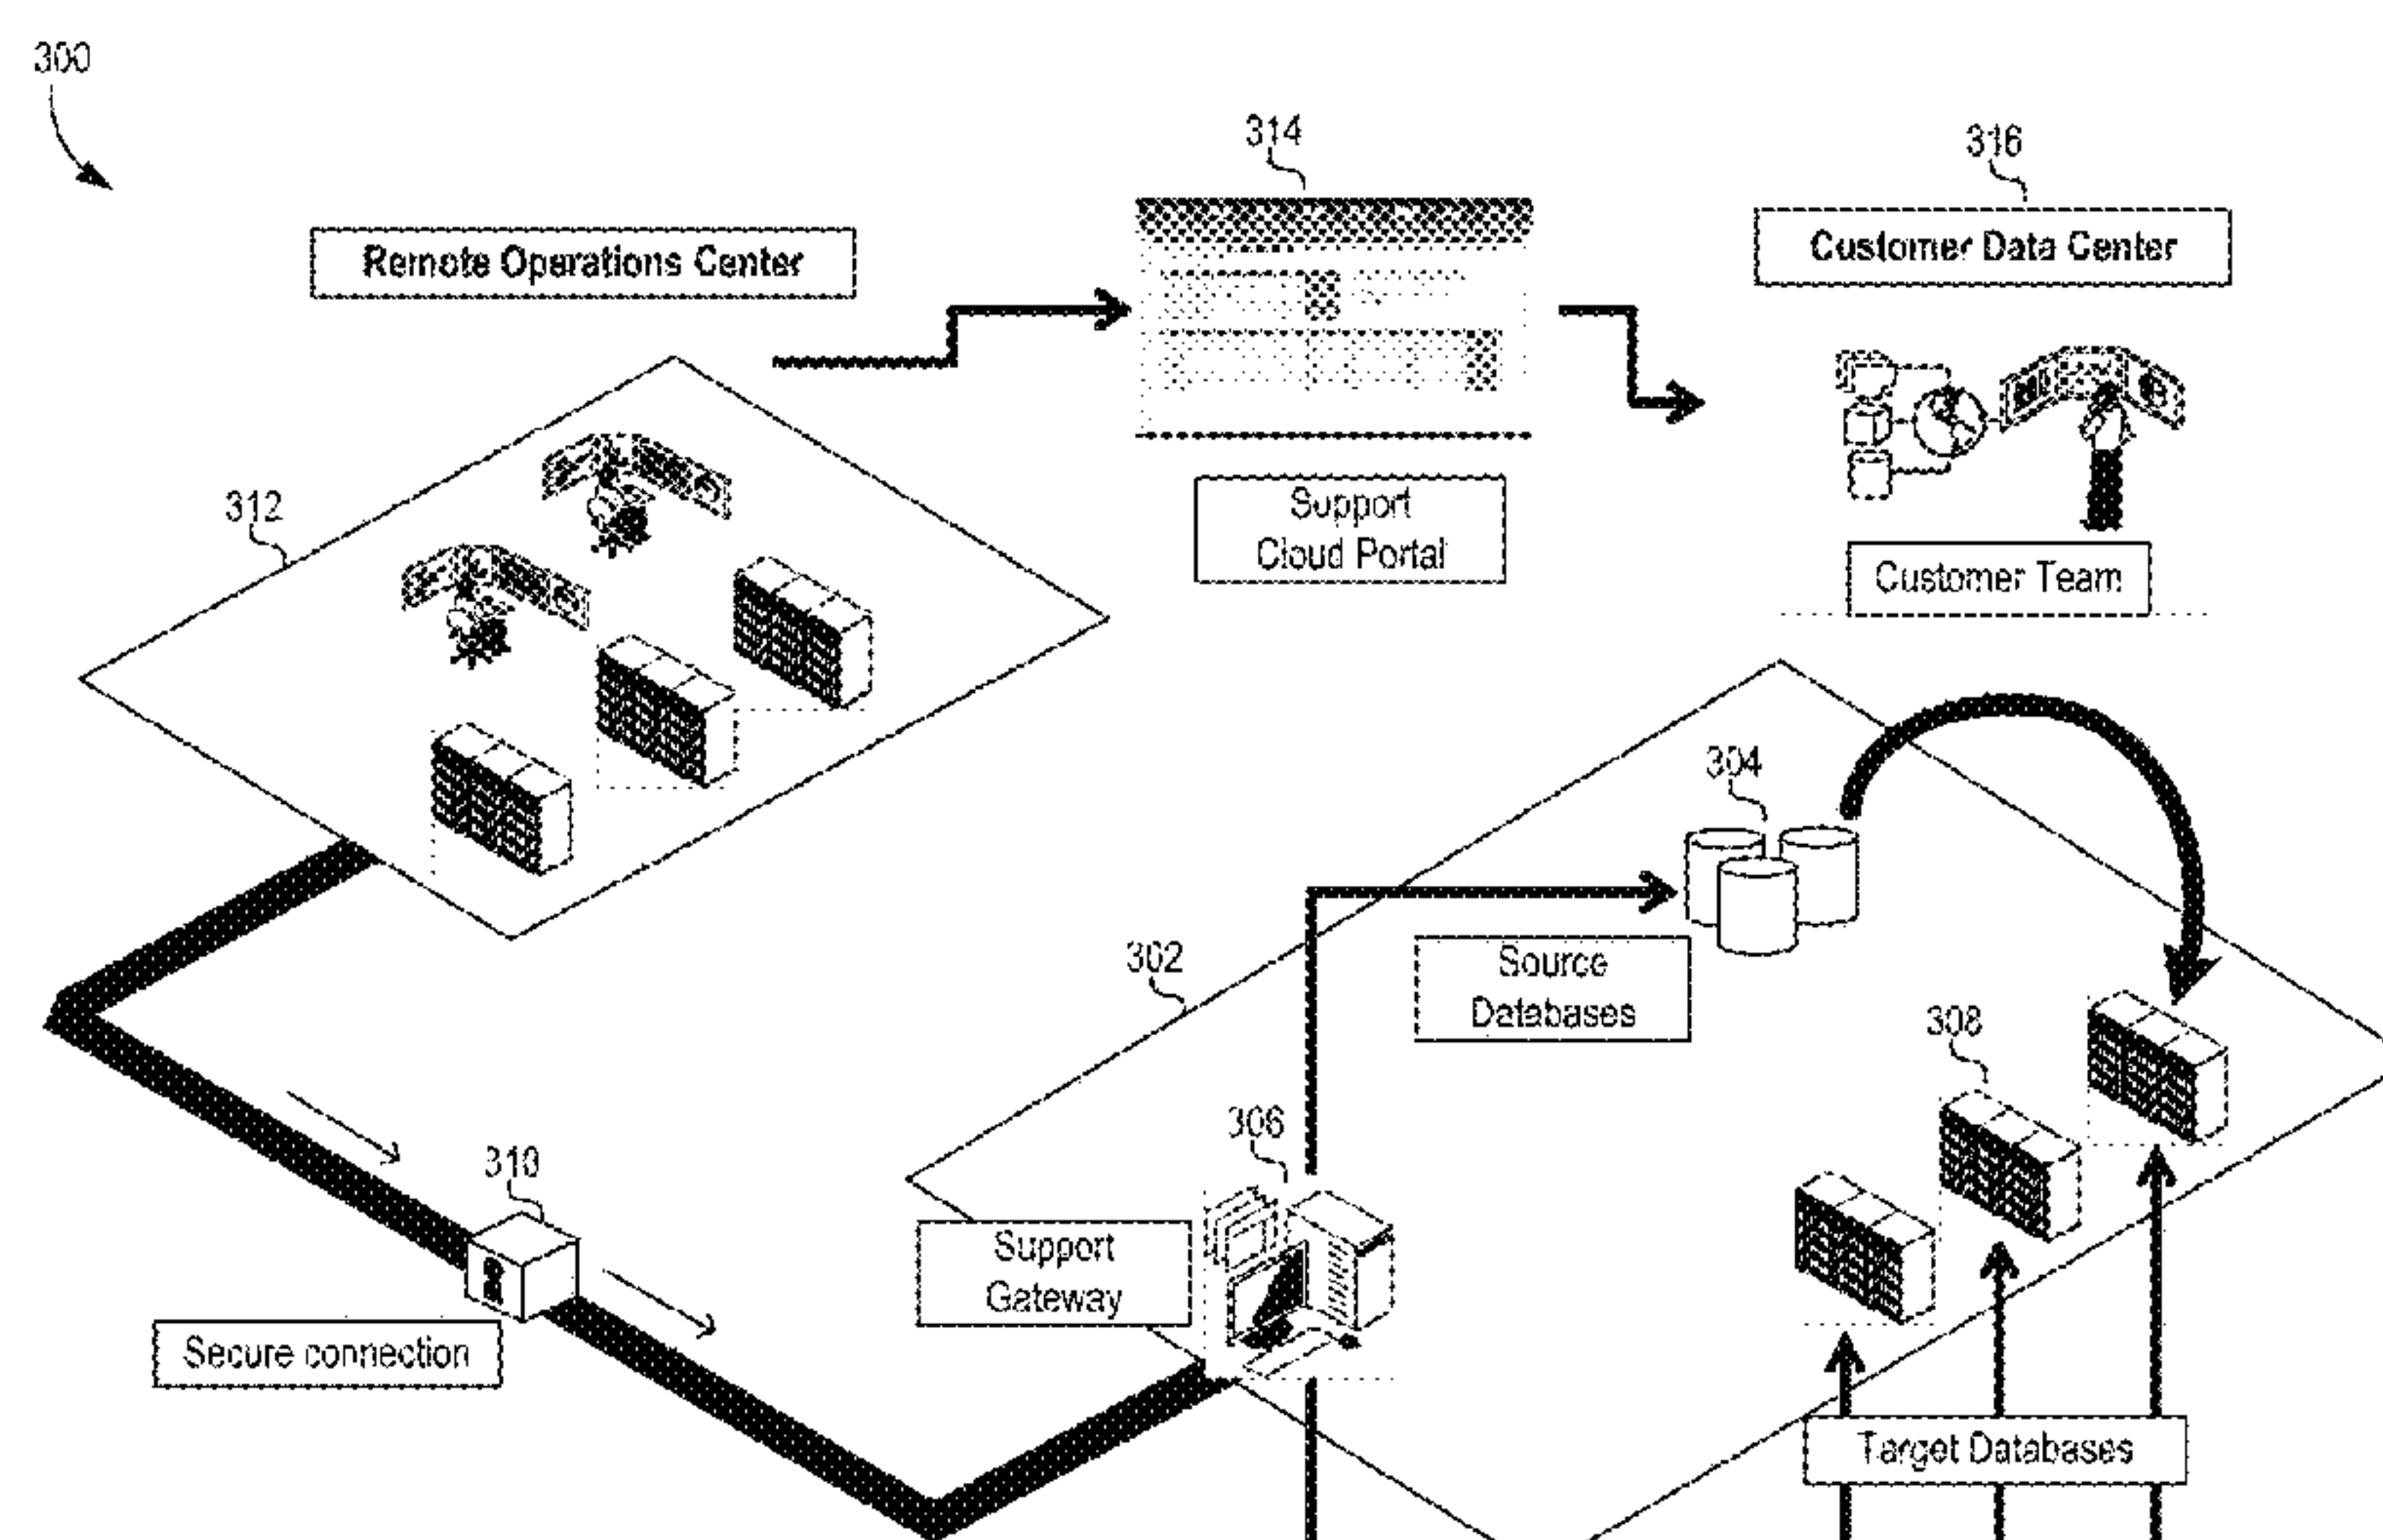 300
314
316
Remote Operations Center
Customer Data Center
312
Support
Cloud Portal
Customer Team
304
302
Source
Databases
308
306
310
Support
Gateway
Secure connection
Target Databases